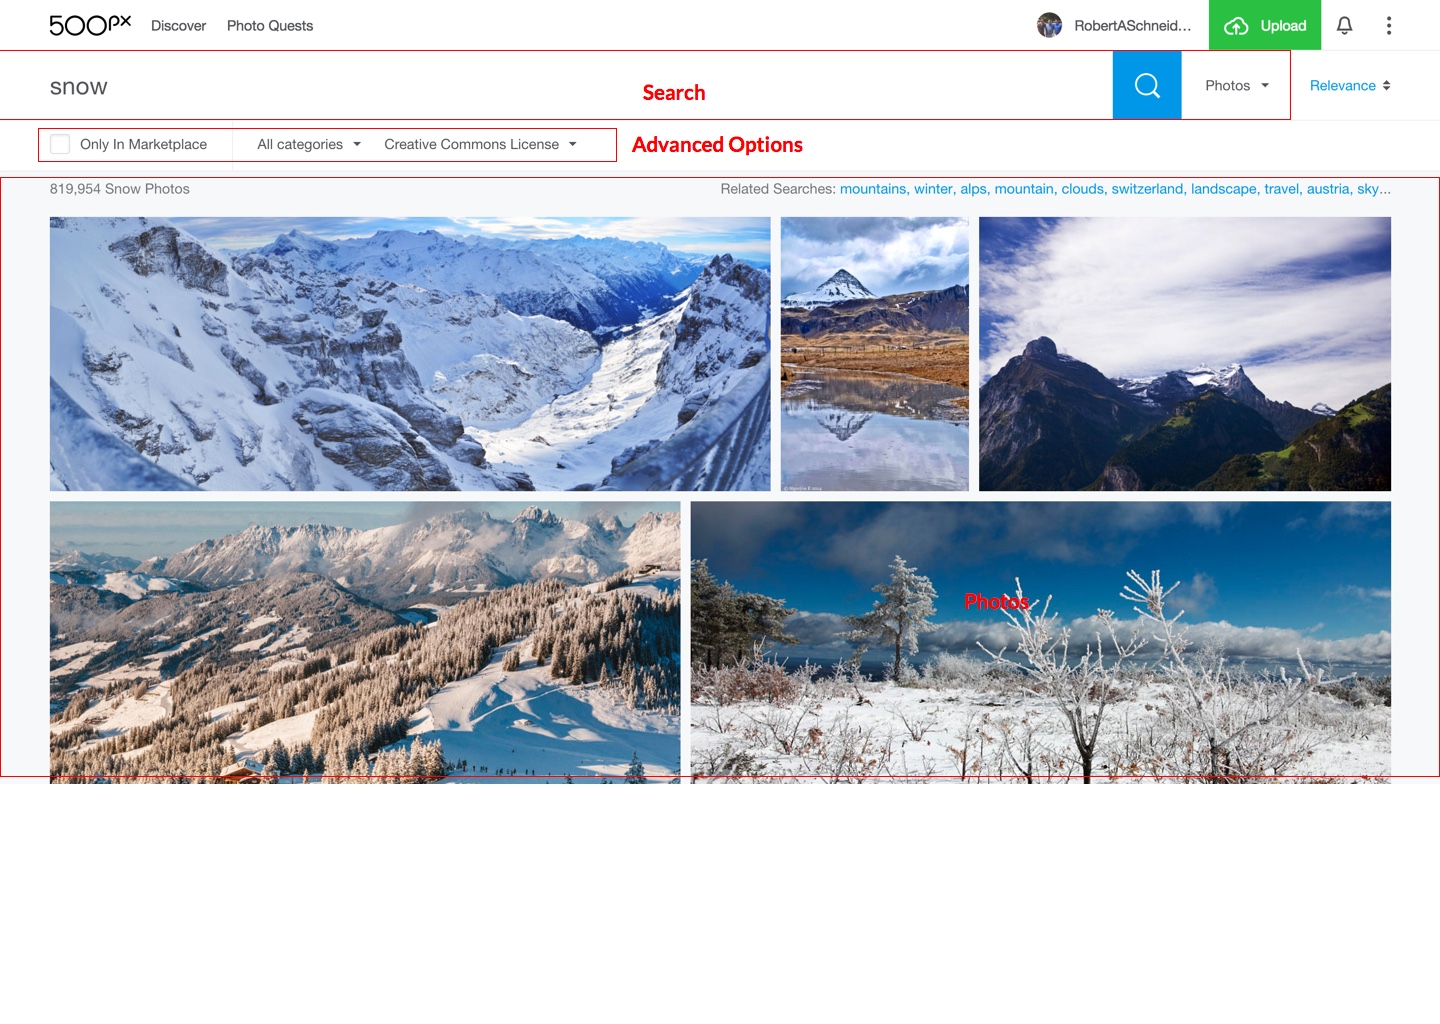 500px Discover Photo Quests RobertASchneid... Upload
snow Search Photos Relevance
Only In Marketplace All categories Creative Commons License Advanced Options
819,954 Snow Photos Related Searches: mountains, winter, alps, mountain, clouds, switzerland, landscape, travel, austria, sky...
Photos